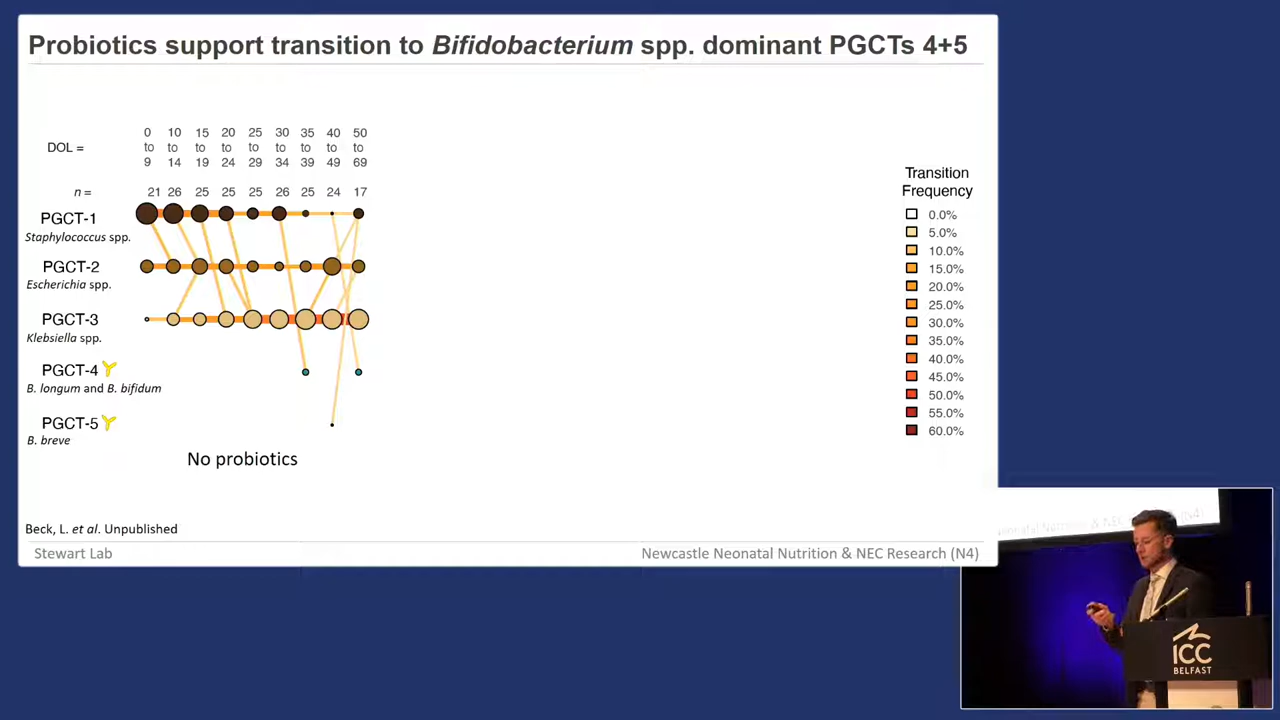 Probiotics support transition to Bifidobacterium spp. dominant PGCTs 4+5
0 10 15 20 25 30 35 40 50
DOL = to to to to to to to to to
9 14 19 24 29 34 39 49 69
n = 21 26 25 25 25 26 25 24 17
PGCT-1
Staphylococcus spp.
PGCT-2
Escherichia spp.
PGCT-3
Klebsiella spp.
PGCT-4
B. longum and B. bifidum
PGCT-5
B. breve
No probiotics
Transition
Frequency
0.0%
5.0%
10.0%
15.0%
20.0%
25.0%
30.0%
35.0%
40.0%
45.0%
50.0%
55.0%
60.0%
Beck, L. et al. Unpublished
Stewart Lab
Newcastle Neonatal Nutrition & NEC Research (N4)
ICC
BELFAST